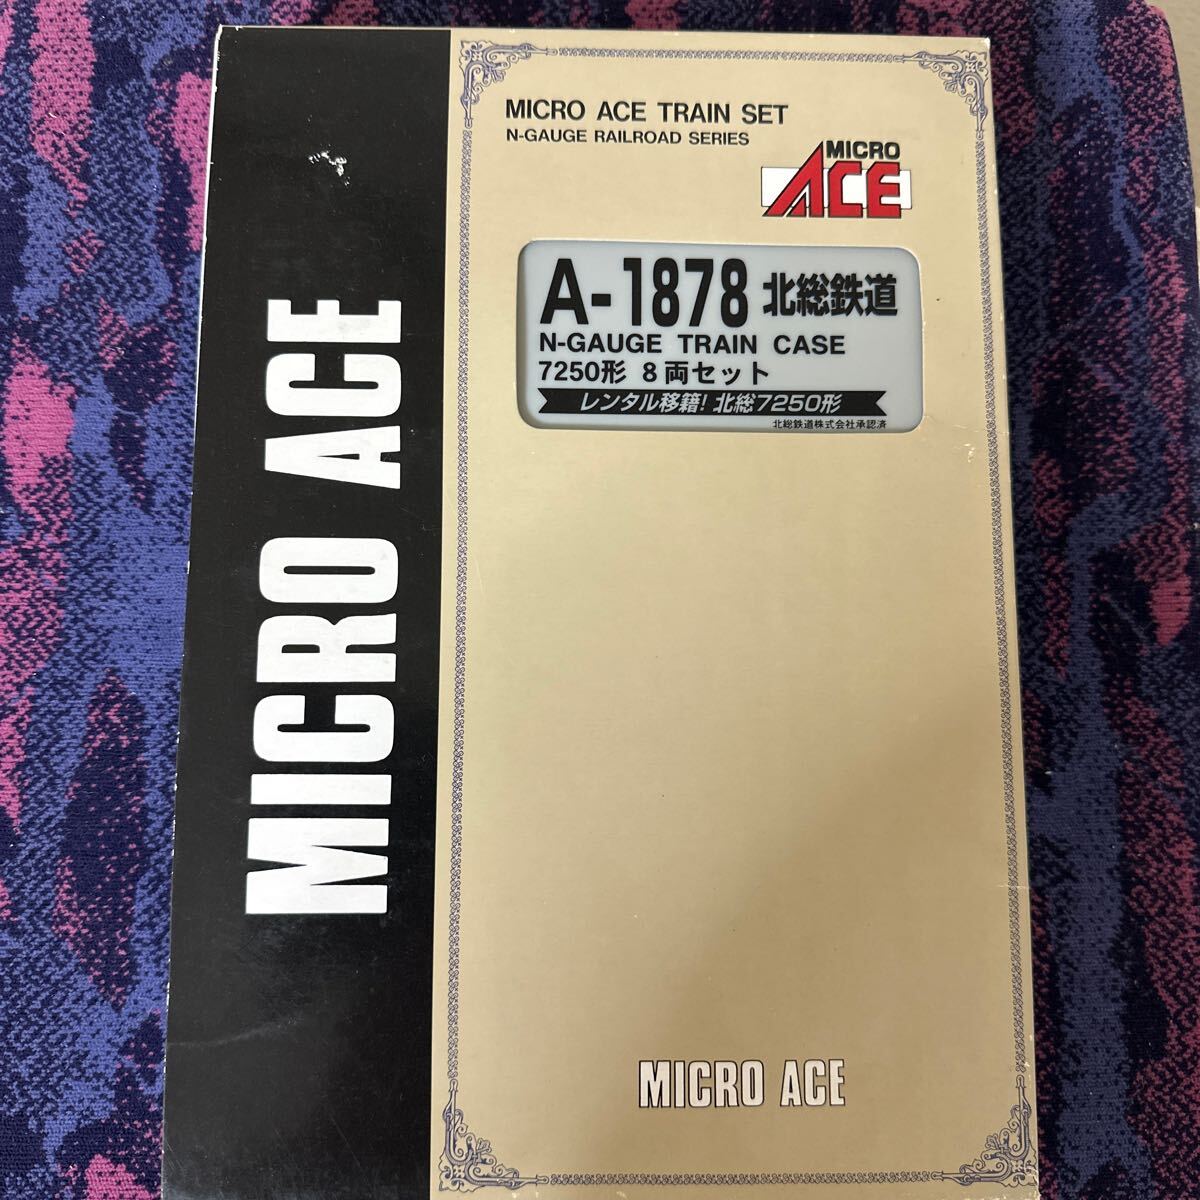 MICRO ACE
MICRO ACE TRAIN SET
N-GAUGE RAILROAD SERIES
MICRO
ACE
A-1878 北総鉄道
N-GAUGE TRAIN CASE
7250形 8両セット
レンタル移籍! 北総7250形
北総鉄道株式会社承認済
MICRO ACE